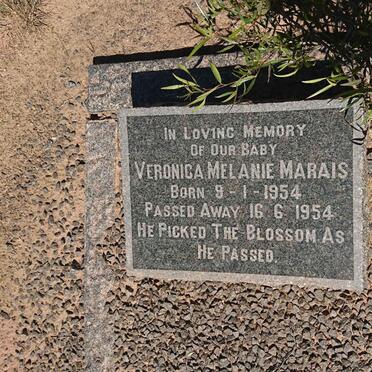 In Loving Memory
Of Our Baby
Veronica Melanie Marais
Born 9-1-1954
Passed Away 16 6 1954
He Picked The Blossom As
He Passed.